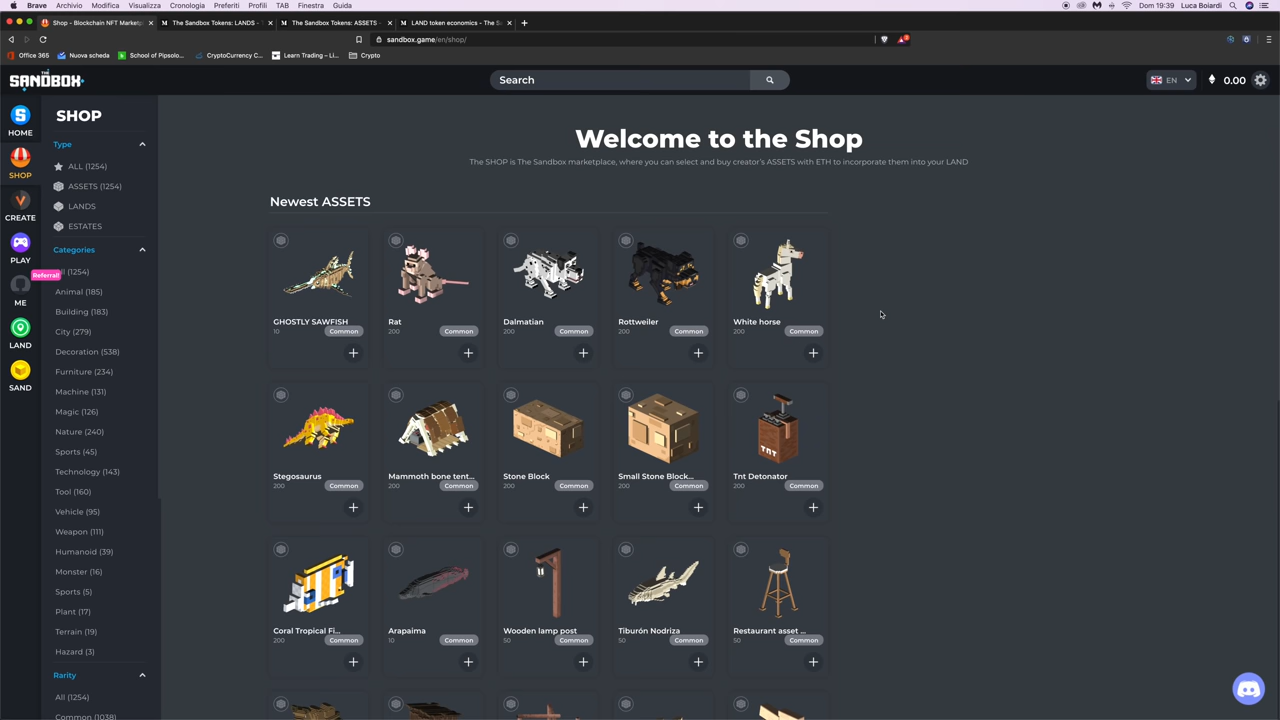 Brave Archivio Modifica Visualizza Cronologia Preferiti Profili TAB Finestra Guida
Dom 19:39 Luca Boiardi
Shop - Blockchain NFT Marketpl
The Sandbox Tokens: LANDS -
The Sandbox Tokens: ASSETS -
LAND token economics - The Sa
sandbox.game/en/shop/
Office 365 Nuova scheda School of Pipsolo... CryptoCurrency C... Learn Trading – Li... Crypto
THE SANDBOX
Search
EN
0.00
HOME
SHOP
CREATE
PLAY
Referral!
ME
LAND
SAND
SHOP
Type
ALL (1254)
ASSETS (1254)
LANDS
ESTATES
Categories
(1254)
Animal (185)
Building (183)
City (279)
Decoration (538)
Furniture (234)
Machine (131)
Magic (126)
Nature (240)
Sports (45)
Technology (143)
Tool (160)
Vehicle (95)
Weapon (111)
Humanoid (39)
Monster (16)
Sports (5)
Plant (17)
Terrain (19)
Hazard (3)
Rarity
All (1254)
Common (1038)
Welcome to the Shop
The SHOP is The Sandbox marketplace, where you can select and buy creator's ASSETS with ETH to incorporate them into your LAND
Newest ASSETS
GHOSTLY SAWFISH
10 Common
Rat
200 Common
Dalmatian
200 Common
Rottweiler
200 Common
White horse
200 Common
Stegosaurus
200 Common
Mammoth bone tent...
200 Common
Stone Block
200 Common
Small Stone Block...
200 Common
TNT
Tnt Detonator
200 Common
Coral Tropical Fi...
200 Common
Arapaima
10 Common
Wooden lamp post
50 Common
Tiburón Nodriza
50 Common
Restaurant asset ...
50 Common